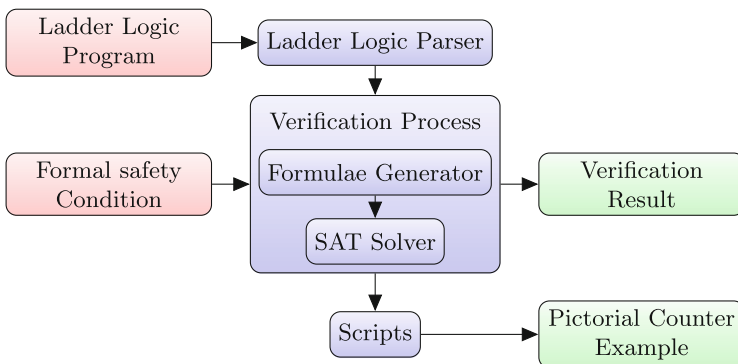 Ladder Logic
Program
Ladder Logic Parser
Verification Process
Formal safety
Condition
Formulae Generator
SAT Solver
Verification
Result
Scripts
Pictorial Counter
Example